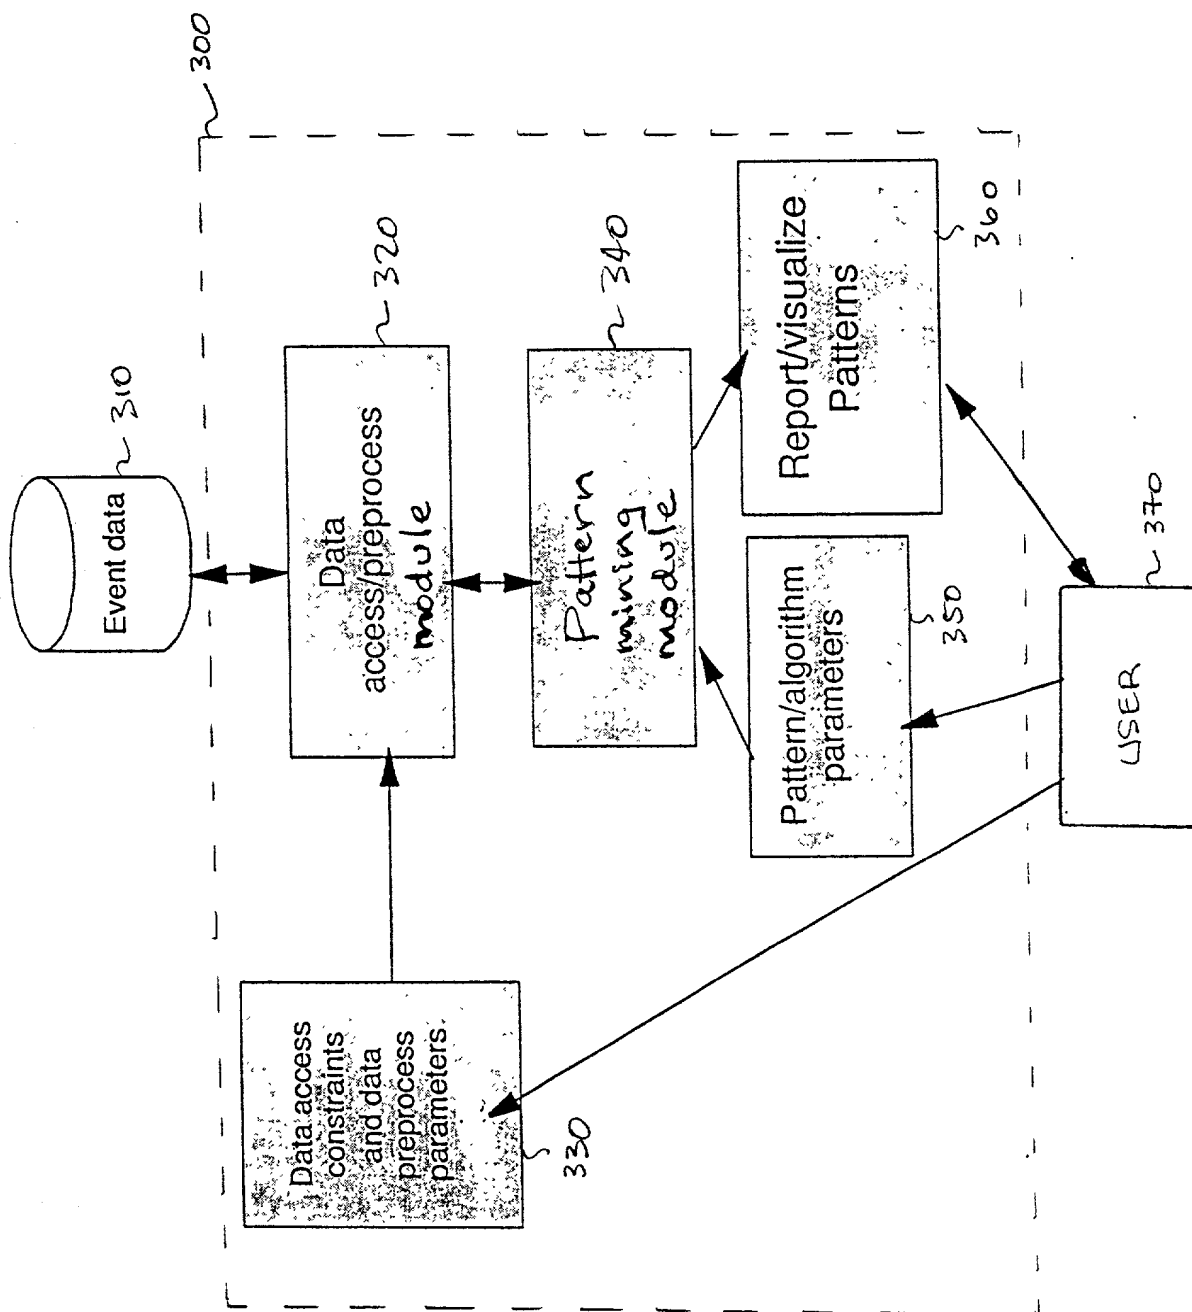 300
Event data
310
Data
access/preprocess
module
320
Data access
constraints
and data
preprocess
parameters
330
Pattern
mining
module
340
Pattern/algorithm
parameters
350
Report/visualize
Patterns
360
USER
370